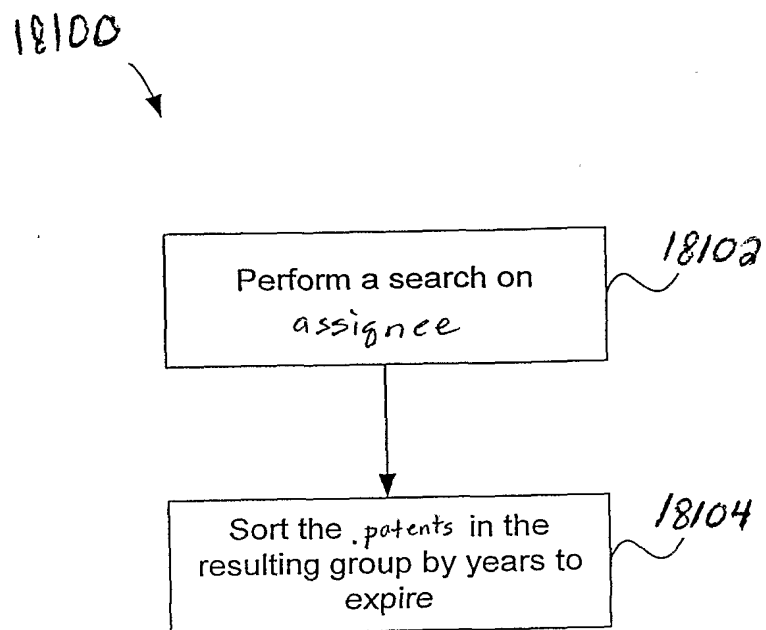 18100
Perform a search on
assignee
18102
Sort the patents in the
resulting group by years to
expire
18104